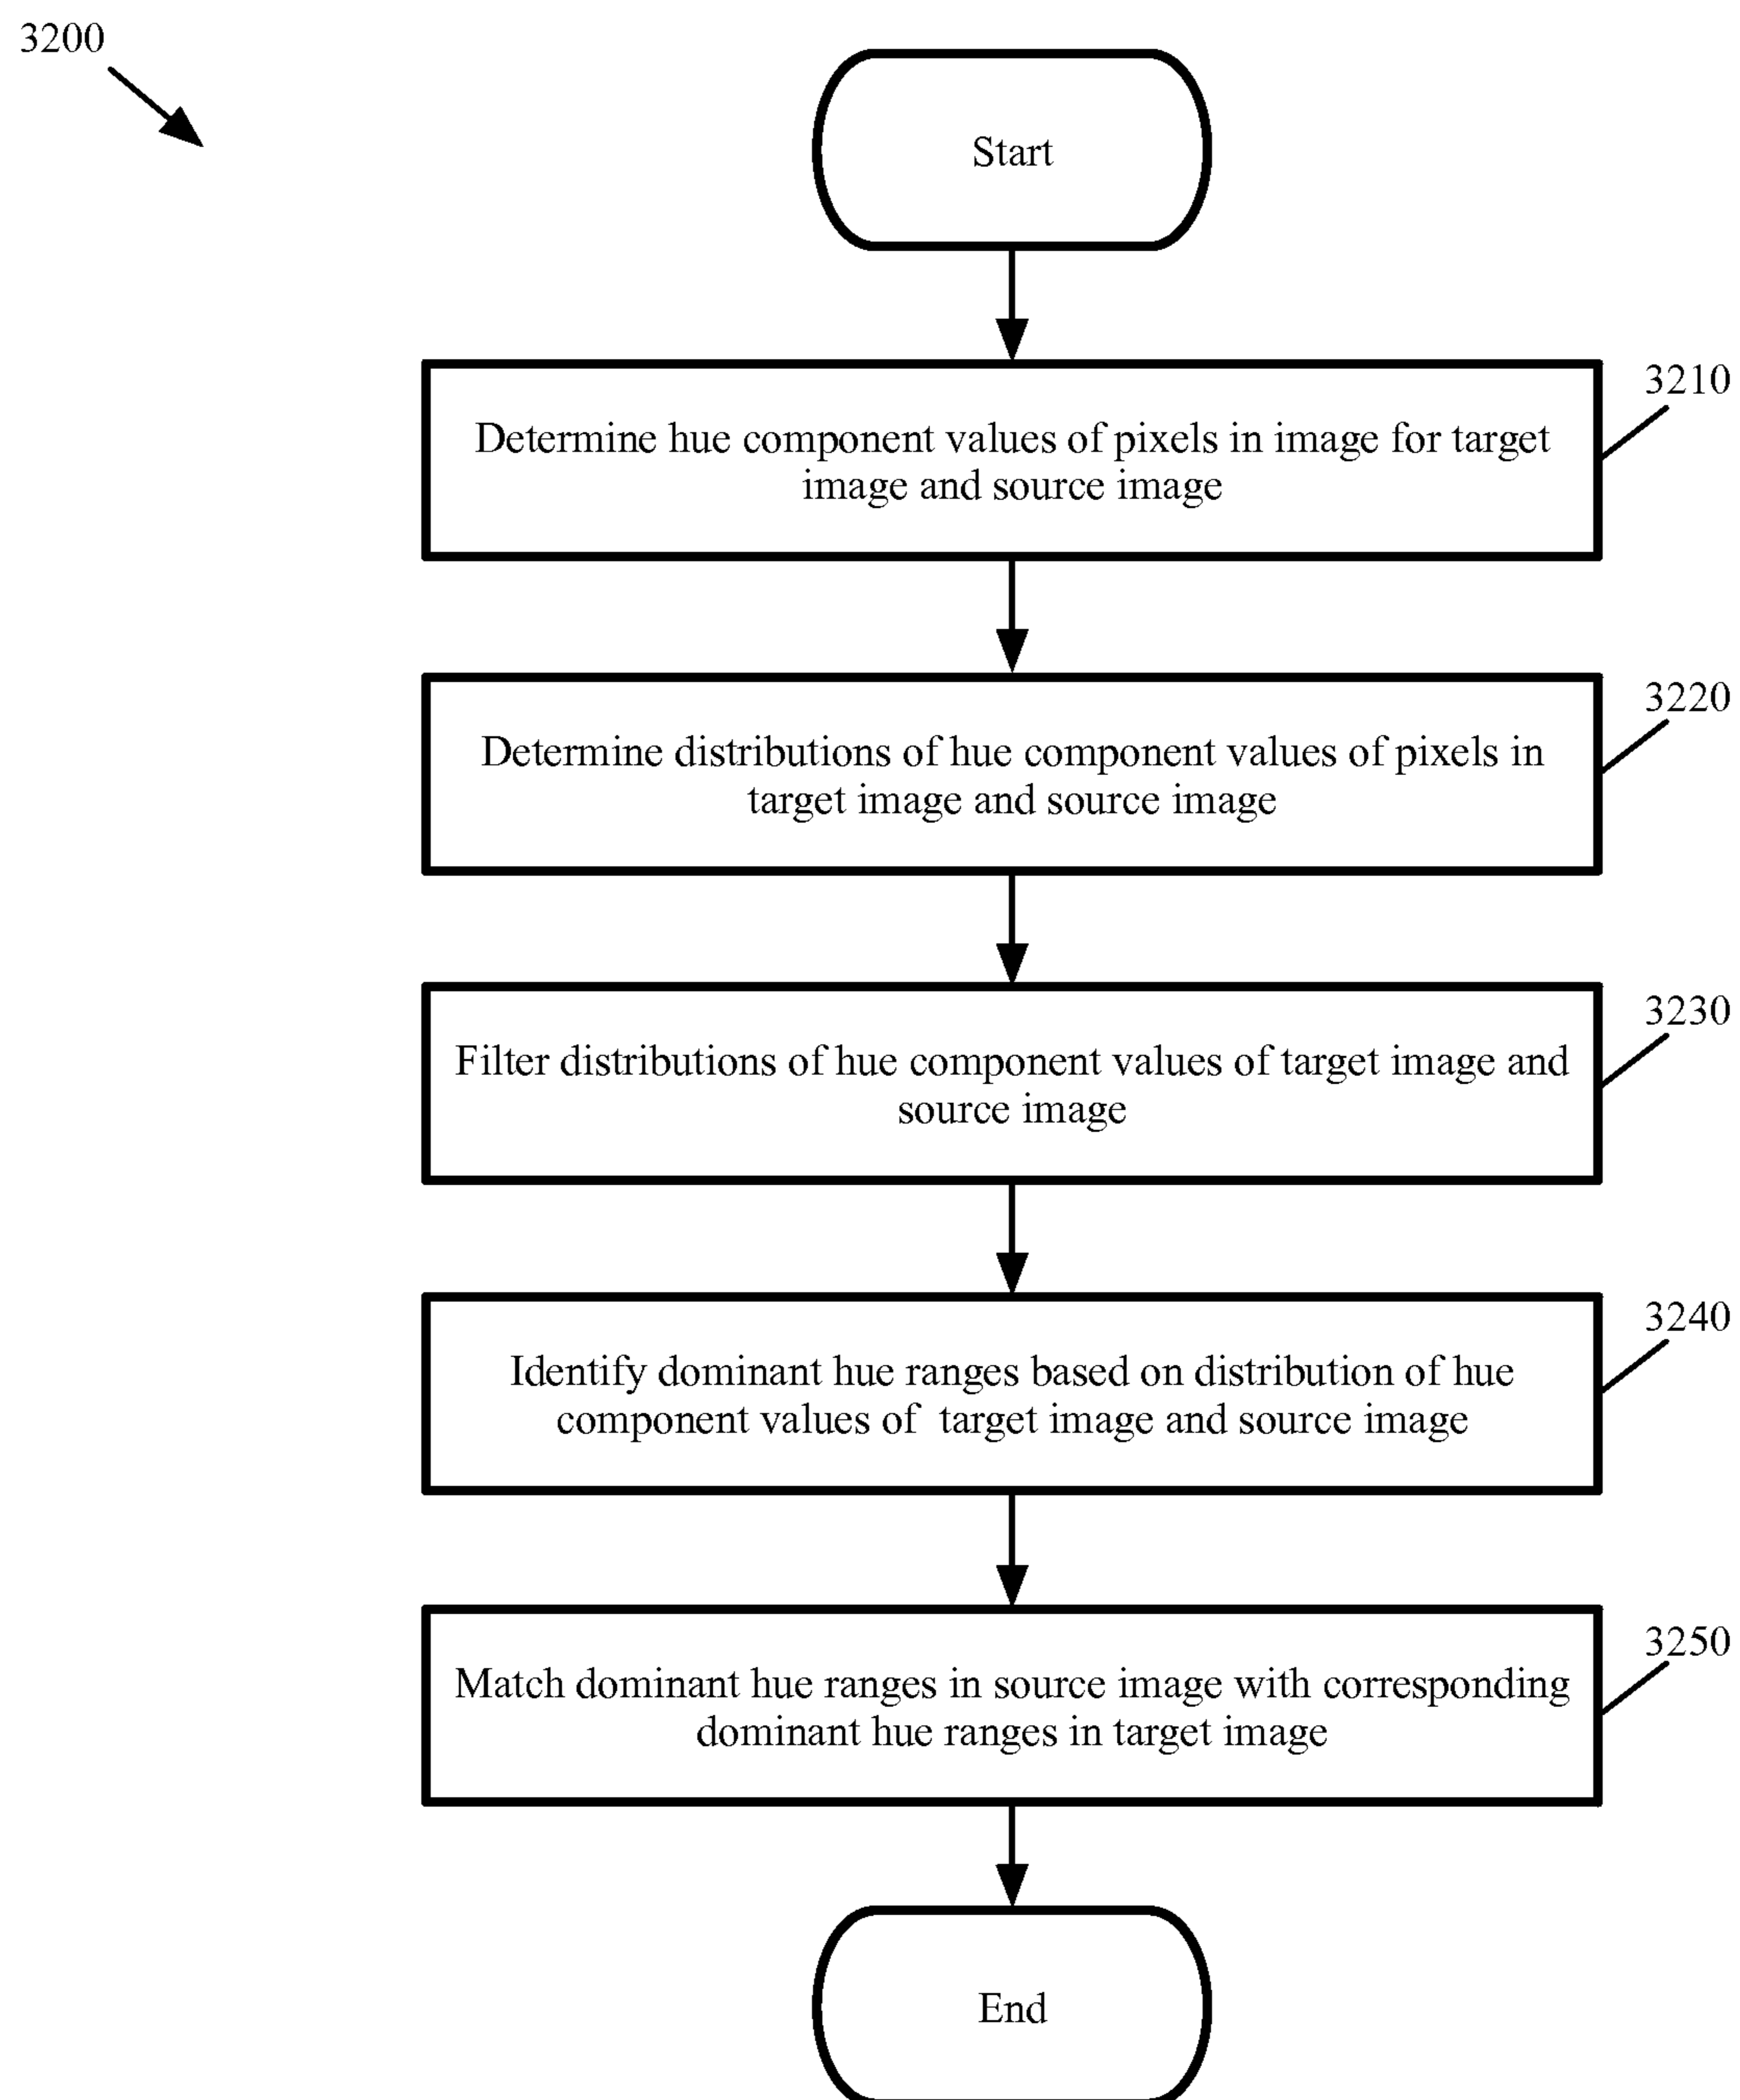 3200
Start
3210
Determine hue component values of pixels in image for target
image and source image
3220
Determine distributions of hue component values of pixels in
target image and source image
3230
Filter distributions of hue component values of target image and
source image
3240
Identify dominant hue ranges based on distribution of hue
component values of target image and source image
3250
Match dominant hue ranges in source image with corresponding
dominant hue ranges in target image
End